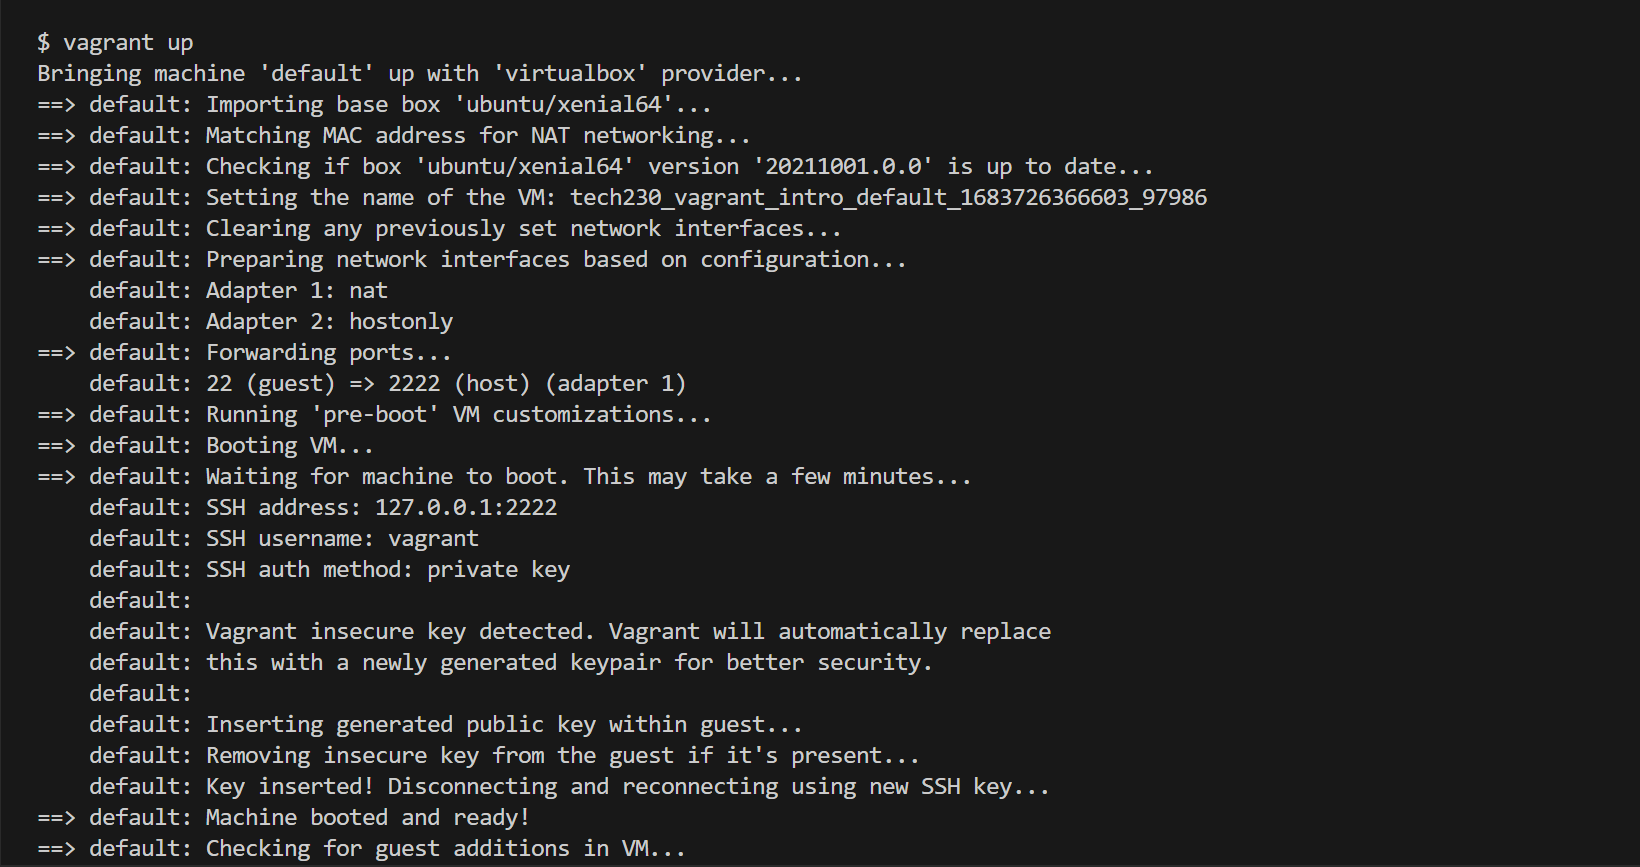 $ vagrant up
Bringing machine 'default' up with 'virtualbox' provider...
==> default: Importing base box 'ubuntu/xenial64'...
==> default: Matching MAC address for NAT networking...
==> default: Checking if box 'ubuntu/xenial64' version '20211001.0.0' is up to date...
==> default: Setting the name of the VM: tech230_vagrant_intro_default_1683726366603_97986
==> default: Clearing any previously set network interfaces...
==> default: Preparing network interfaces based on configuration...
    default: Adapter 1: nat
    default: Adapter 2: hostonly
==> default: Forwarding ports...
    default: 22 (guest) => 2222 (host) (adapter 1)
==> default: Running 'pre-boot' VM customizations...
==> default: Booting VM...
==> default: Waiting for machine to boot. This may take a few minutes...
    default: SSH address: 127.0.0.1:2222
    default: SSH username: vagrant
    default: SSH auth method: private key
    default:
    default: Vagrant insecure key detected. Vagrant will automatically replace
    default: this with a newly generated keypair for better security.
    default:
    default: Inserting generated public key within guest...
    default: Removing insecure key from the guest if it's present...
    default: Key inserted! Disconnecting and reconnecting using new SSH key...
==> default: Machine booted and ready!
==> default: Checking for guest additions in VM...